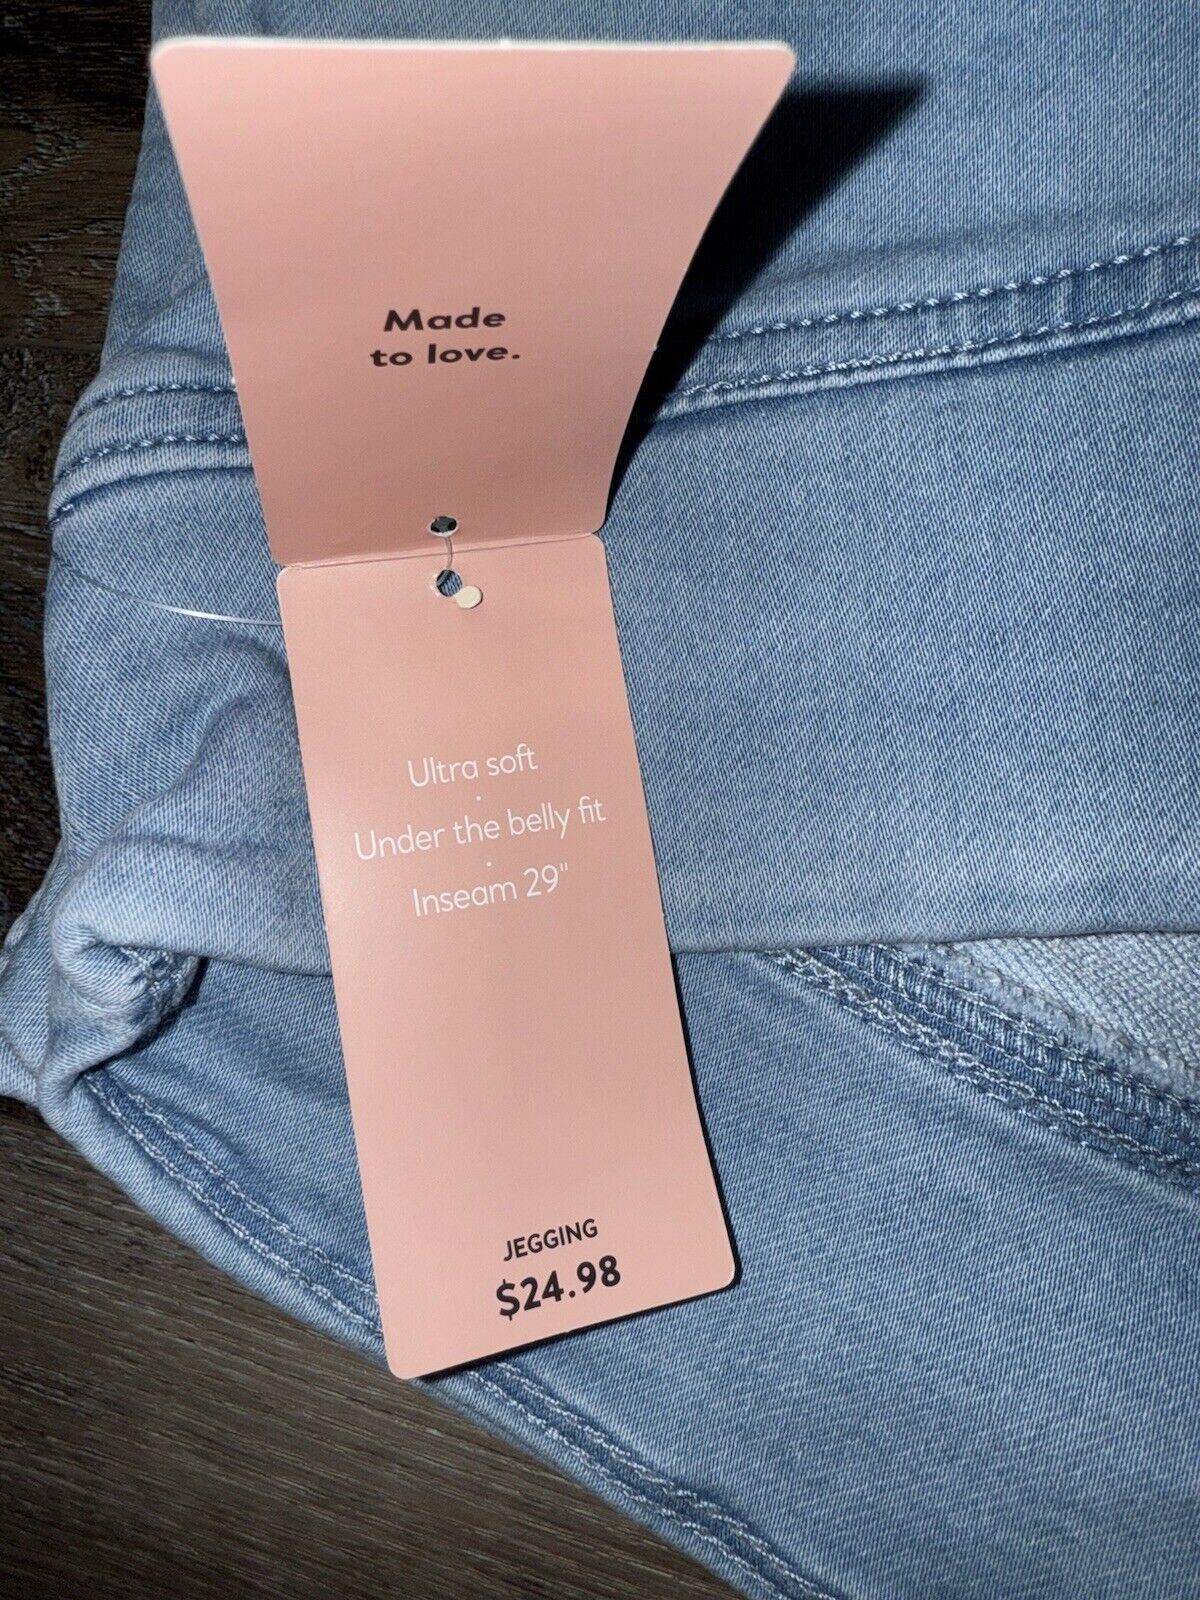 Made
to love.
Ultra soft
·
Under the belly fit
·
Inseam 29"
JEGGING
$24.98